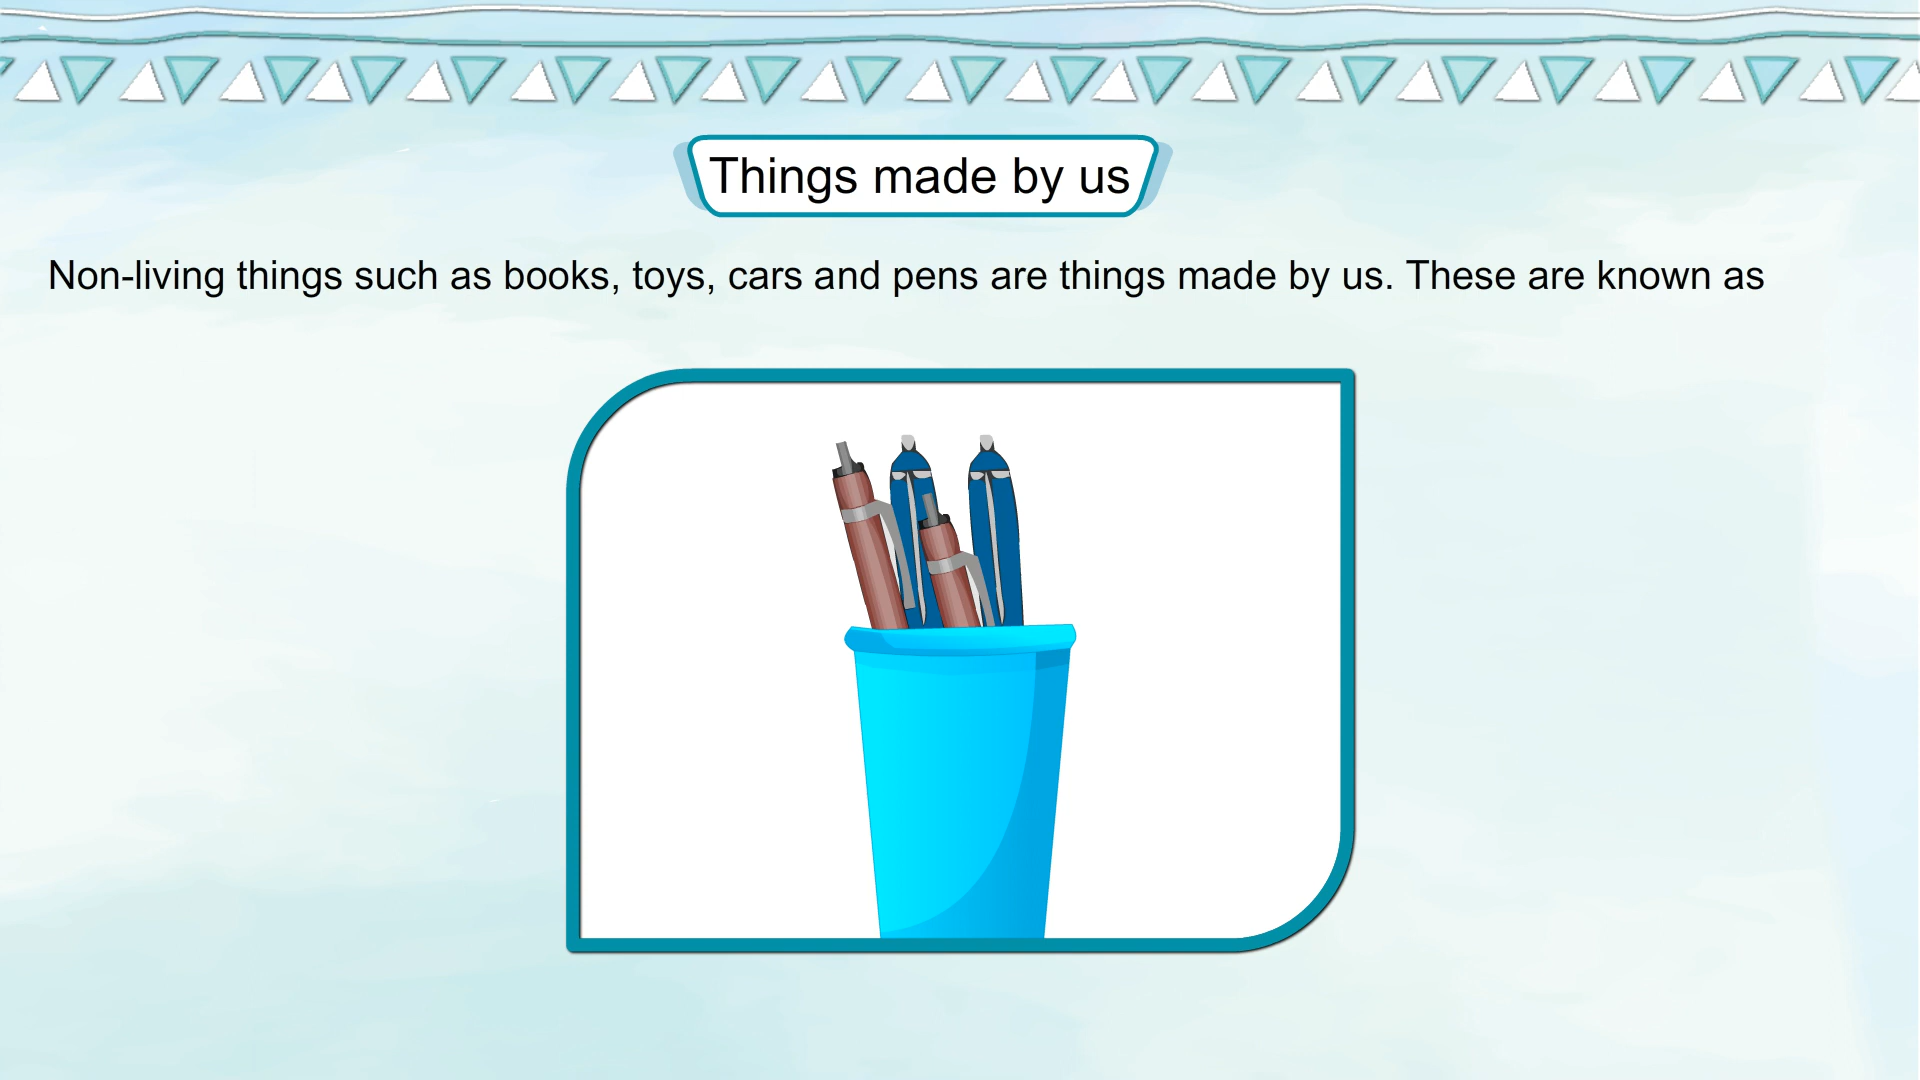 Things made by us
Non-living things such as books, toys, cars and pens are things made by us. These are known as